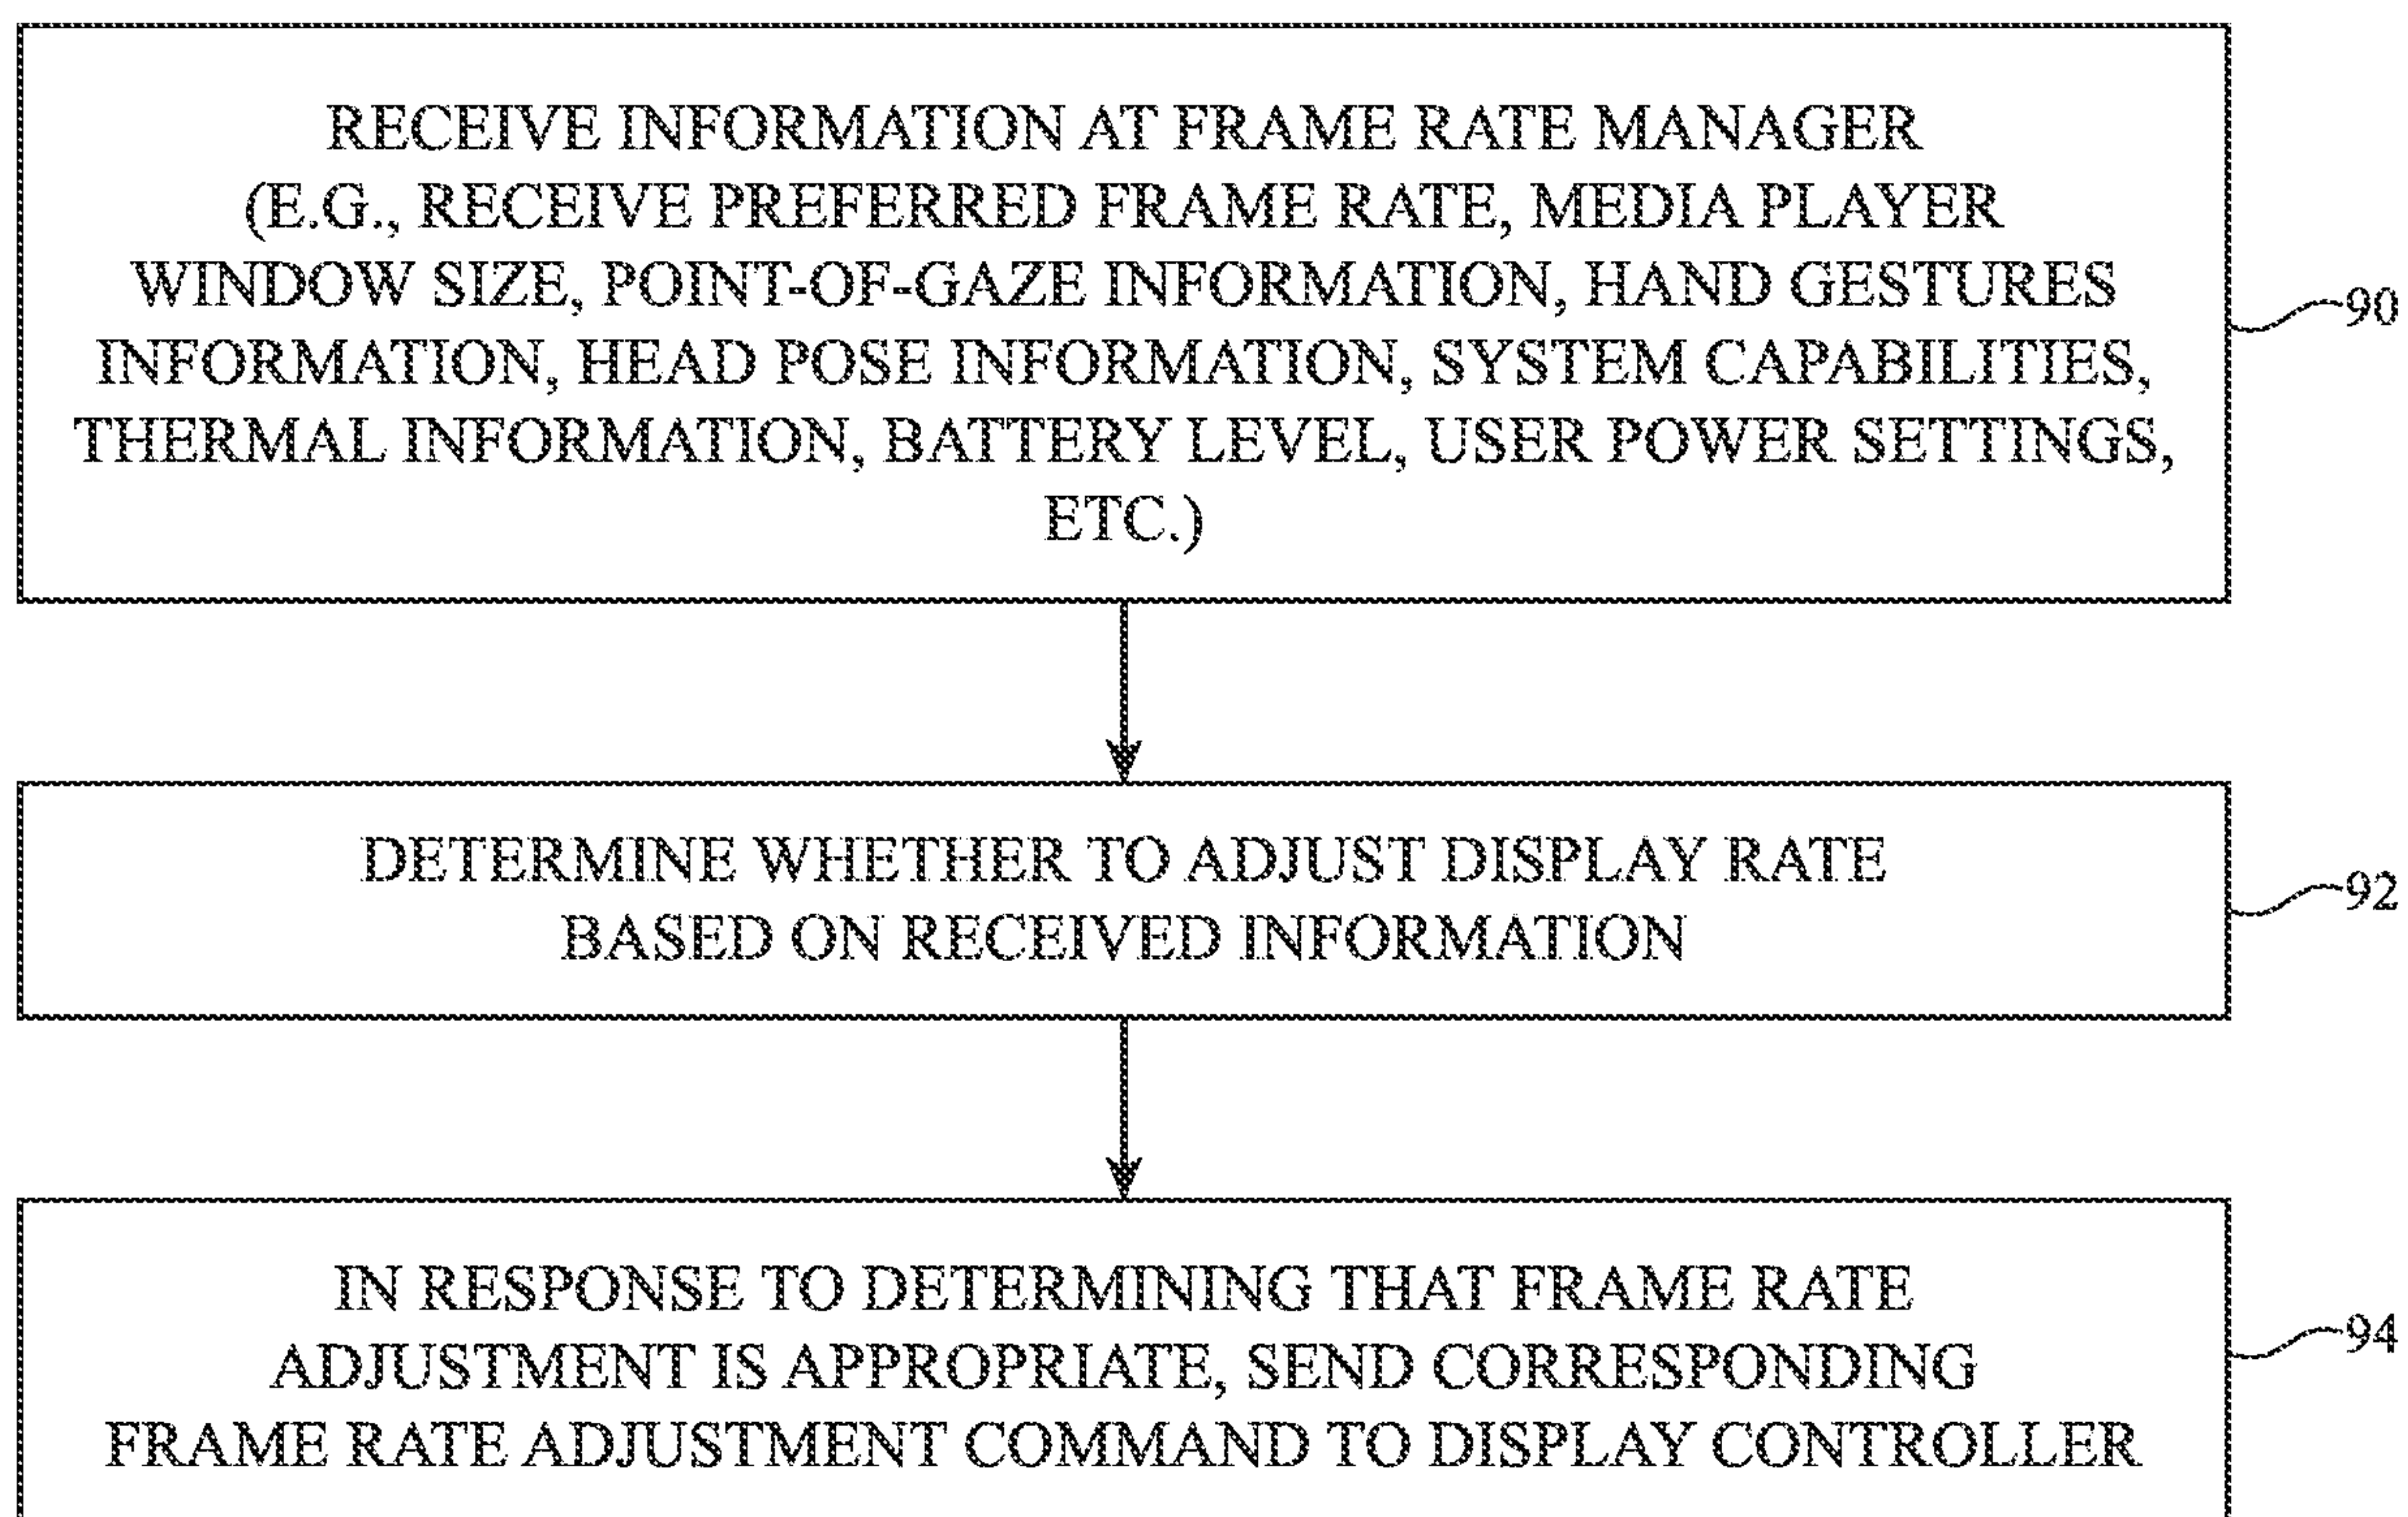 RECEIVE INFORMATION AT FRAME RATE MANAGER
(E.G., RECEIVE PREFERRED FRAME RATE, MEDIA PLAYER
WINDOW SIZE, POINT-OF-GAZE INFORMATION, HAND GESTURES
INFORMATION, HEAD POSE INFORMATION, SYSTEM CAPABILITIES,
THERMAL INFORMATION, BATTERY LEVEL, USER POWER SETTINGS,
ETC.)
90
DETERMINE WHETHER TO ADJUST DISPLAY RATE
BASED ON RECEIVED INFORMATION
92
IN RESPONSE TO DETERMINING THAT FRAME RATE
ADJUSTMENT IS APPROPRIATE, SEND CORRESPONDING
FRAME RATE ADJUSTMENT COMMAND TO DISPLAY CONTROLLER
94